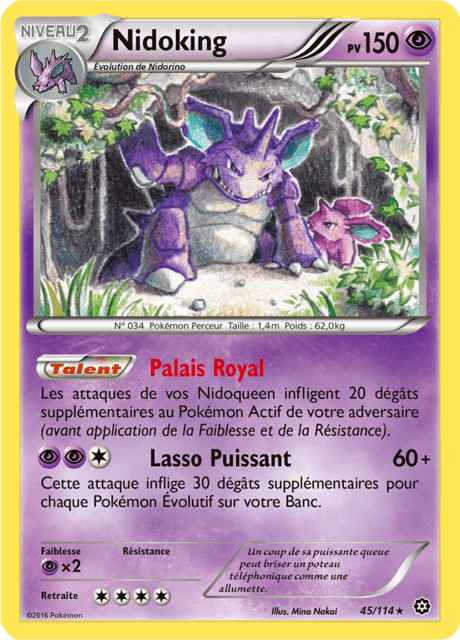 NIVEAU2
Nidoking
PV150
Évolution de Nidorino
N° 034 Pokémon Perceur Taille : 1,4m Poids : 62,0kg
Talent Palais Royal
Les attaques de vos Nidoqueen infligent 20 dégâts
supplémentaires au Pokémon Actif de votre adversaire
(avant application de la Faiblesse et de la Résistance).
Lasso Puissant 60+
Cette attaque inflige 30 dégâts supplémentaires pour
chaque Pokémon Évolutif sur votre Banc.
Faiblesse Résistance
×2
Retraite
Un coup de sa puissante queue
peut briser un poteau
téléphonique comme une
allumette.
Illus. Mina Nakai 45/114★
©2016 Pokémon